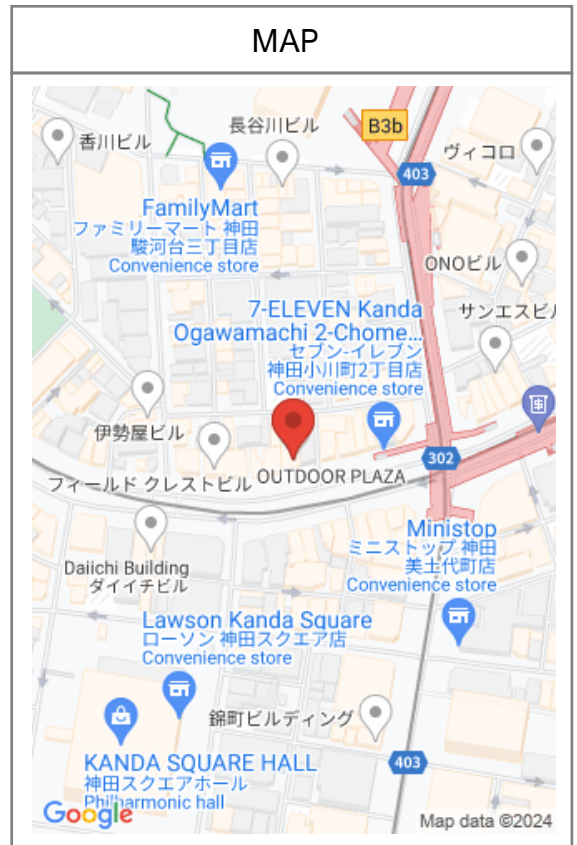 MAP
長谷川ビル
B3b
香川ビル
ヴィコロ
403
FamilyMart
ファミリーマート 神田
駿河台三丁目店
Convenience store
ONOビル
7-ELEVEN Kanda
Ogawamachi 2-Chome...
セブン-イレブン
神田小川町2丁目店
Convenience store
サンエスビル
伊勢屋ビル
302
フィールド クレストビル
OUTDOOR PLAZA
Ministop
ミニストップ 神田
美土代町店
Convenience store
Daiichi Building
ダイイチビル
Lawson Kanda Square
ローソン 神田スクエア店
Convenience store
錦町ビルディング
KANDA SQUARE HALL
神田スクエアホール
Philharmonic hall
403
Google
Map data ©2024